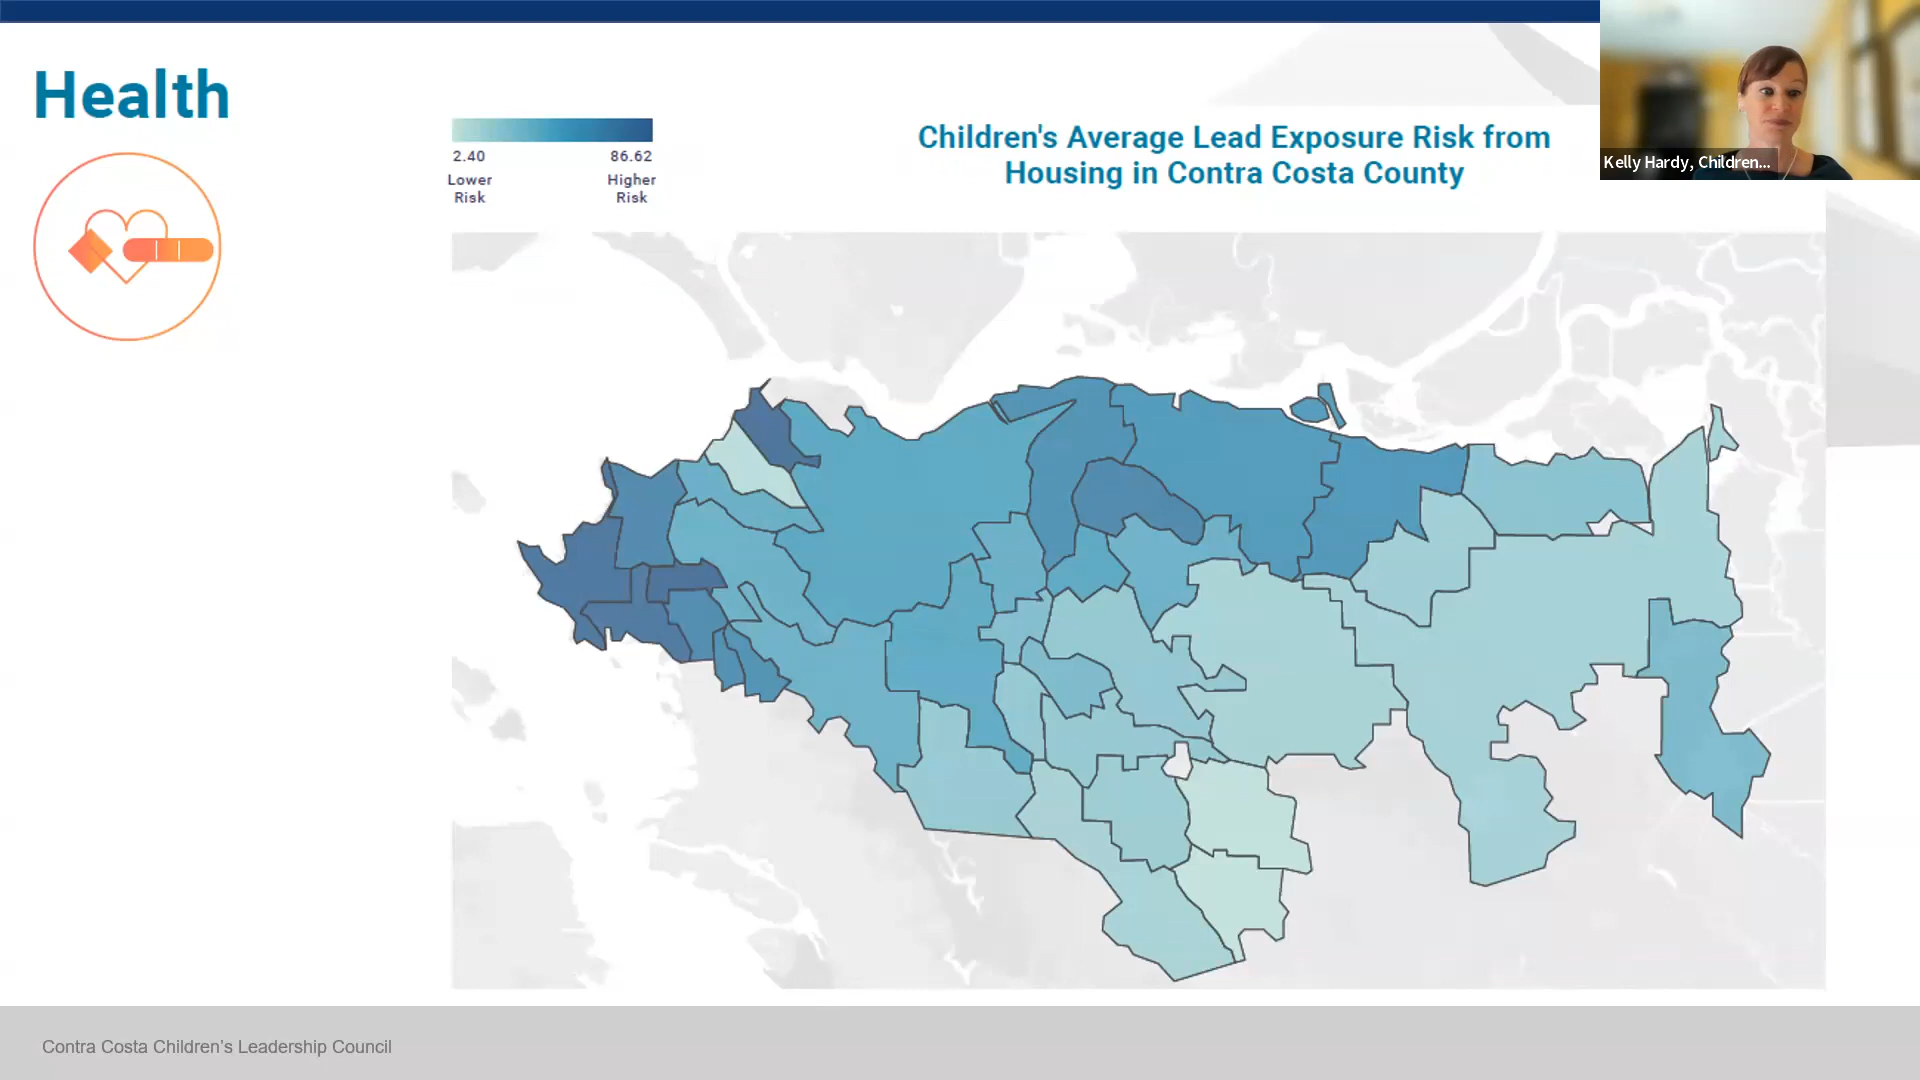 Health
2.40 86.62
Lower Higher
Risk Risk
Children's Average Lead Exposure Risk from
Housing in Contra Costa County
Kelly Hardy, Children...
Contra Costa Children's Leadership Council